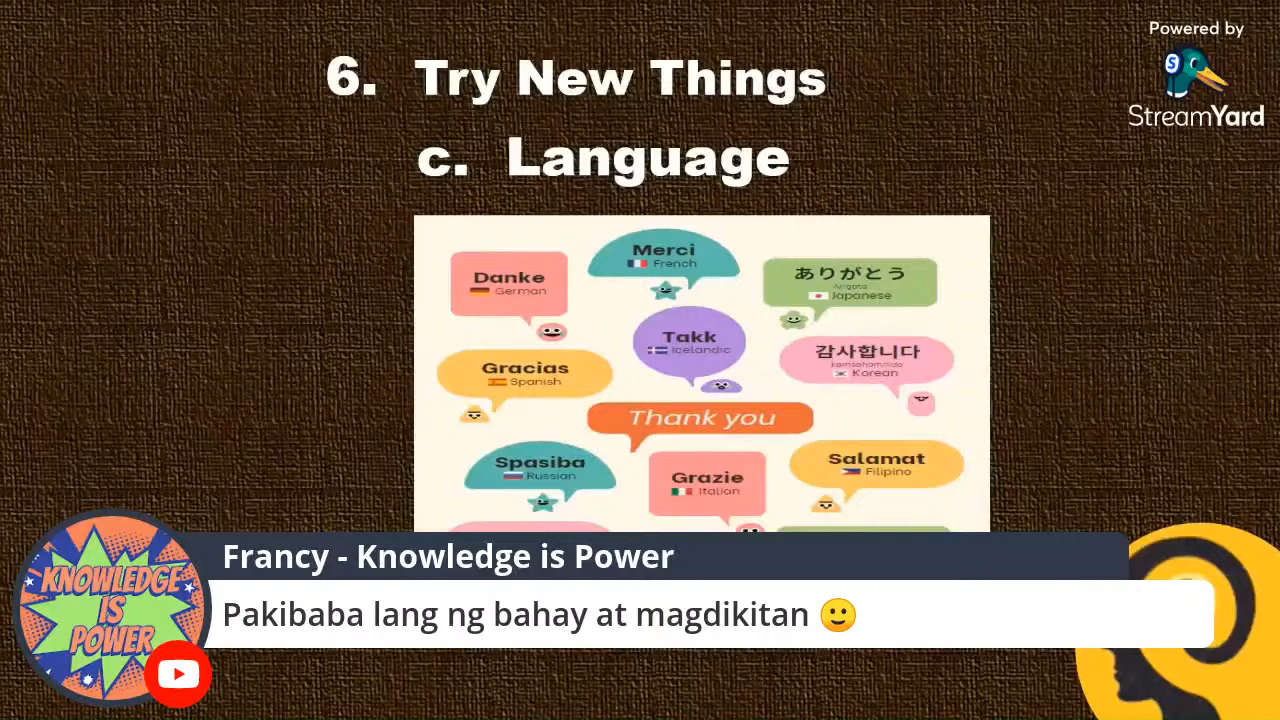 Powered by
StreamYard
6. Try New Things
c. Language
Merci
French
Danke
German
ありがとう
Arigato
Japanese
Takk
Icelandic
감사합니다
kamsahamnida
Korean
Gracias
Spanish
Thank you
Spasiba
Russian
Grazie
Italian
Salamat
Filipino
Francy - Knowledge is Power
Pakibaba lang ng bahay at magdikitan 🙂
KNOWLEDGE
IS
POWER